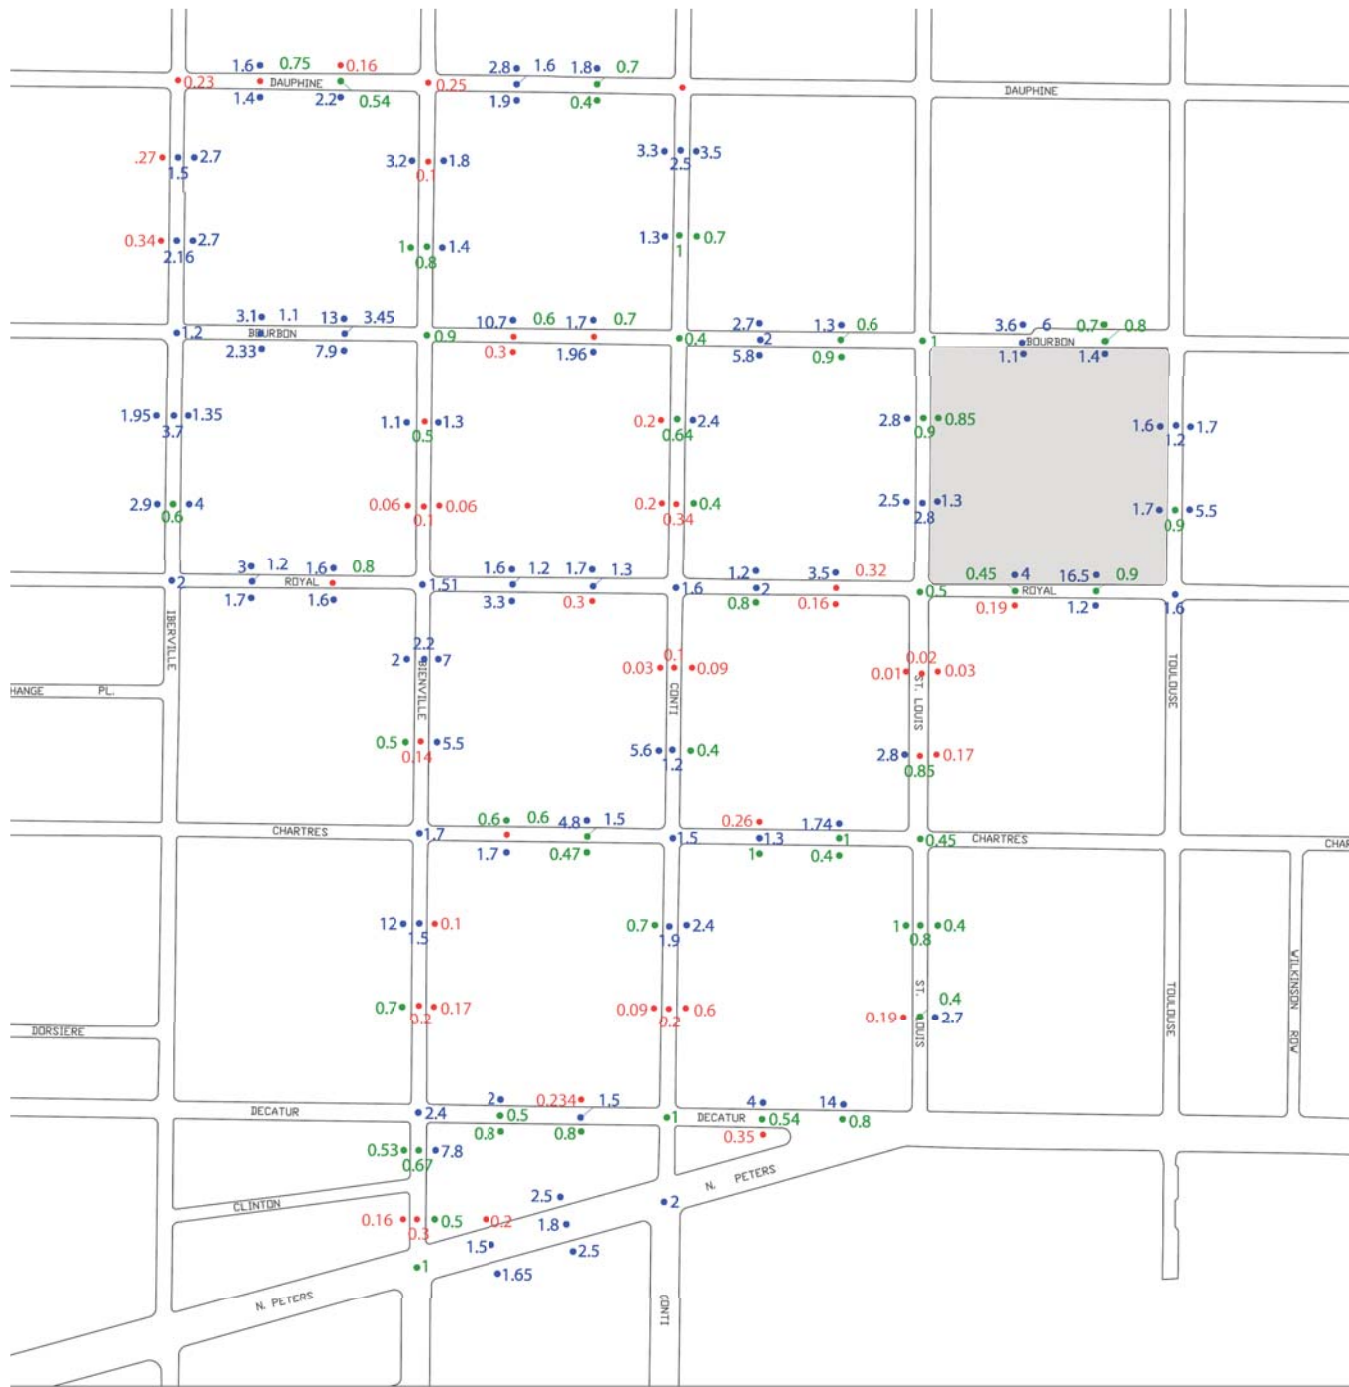 1.6 0.75 0.16
2.8 1.6 1.8 0.7
0.23 DAUPHINE 0.25
DAUPHINE
1.4 2.2 0.54
1.9 0.4
.27 2.7
1.5
3.2 1.8
0.1
3.3 3.5
2.5
0.34 2.7
2.16
1 1.4
0.8
1.3 0.7
1
3.1 1.1 13 3.45
10.7 0.6 1.7 0.7
2.7 1.3 0.6
3.6 6 0.7 0.8
1.2 BOURBON 0.9 0.4 2 1 BOURBON
2.33 7.9 0.3 1.96 5.8 0.9 1.1 1.4
1.95 1.35
3.7
1.1 1.3
0.5
0.2 2.4
0.64
2.8 0.85
0.9
1.6 1.7
1.2
2.9 4
0.6
0.06 0.06
0.1
0.2 0.4
0.34
2.5 1.3
2.8
1.7 5.5
0.9
3 1.2 1.6 0.8
1.6 1.2 1.7 1.3
1.2 3.5 0.32
0.45 4 16.5 0.9
2 ROYAL 1.51 1.6 2 0.5 ROYAL 1.6
1.7 1.6 3.3 0.3 0.8 0.16 0.19 1.2
IBERVILLE
2.2
2 7
BIENVILLE
0.1
0.03 0.09
CONTI
0.02
0.01 0.03
ST. LOUIS
TOULOUSE
HANGE PL.
0.5 5.5
0.14
5.6 0.4
1.2
2.8 0.17
0.85
0.6 0.6 4.8 1.5
0.26 1.74
CHARTRES 1.7 1.5 1.3 1 0.45 CHARTRES CHAR
1.7 0.47 1 0.4
12 0.1
1.5
0.7 2.4
1.9
1 0.4
0.8
0.7 0.17
0.2
0.09 0.6
0.2
0.4
0.19 2.7
ST. LOUIS
TOULOUSE
WILKINSON ROW
DORSIERE
2 0.234 1.5
4 14
DECATUR 2.4 0.5 1 DECATUR 0.54 0.8
0.8 0.8 0.35
0.53 7.8
0.67
CLINTON
N. PETERS
2.5
2
0.16 0.5 0.2
0.3
1.8
1.5 2.5
1 1.65
N. PETERS
CONTI